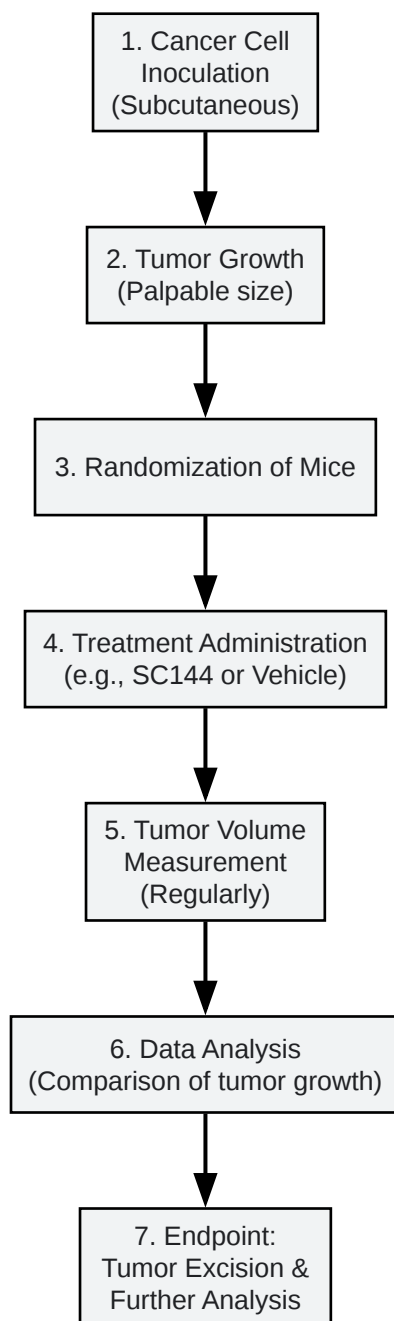 1. Cancer Cell
Inoculation
(Subcutaneous)
2. Tumor Growth
(Palpable size)
3. Randomization of Mice
4. Treatment Administration
(e.g., SC144 or Vehicle)
5. Tumor Volume
Measurement
(Regularly)
6. Data Analysis
(Comparison of tumor growth)
7. Endpoint:
Tumor Excision &
Further Analysis